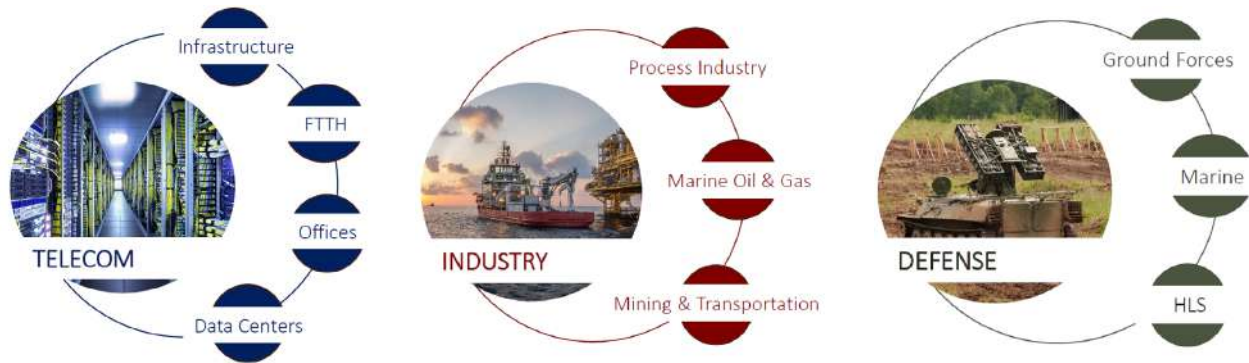 TELECOM
Infrastructure
FTTH
Offices
Data Centers
INDUSTRY
Process Industry
Marine Oil & Gas
Mining & Transportation
DEFENSE
Ground Forces
Marine
HLS